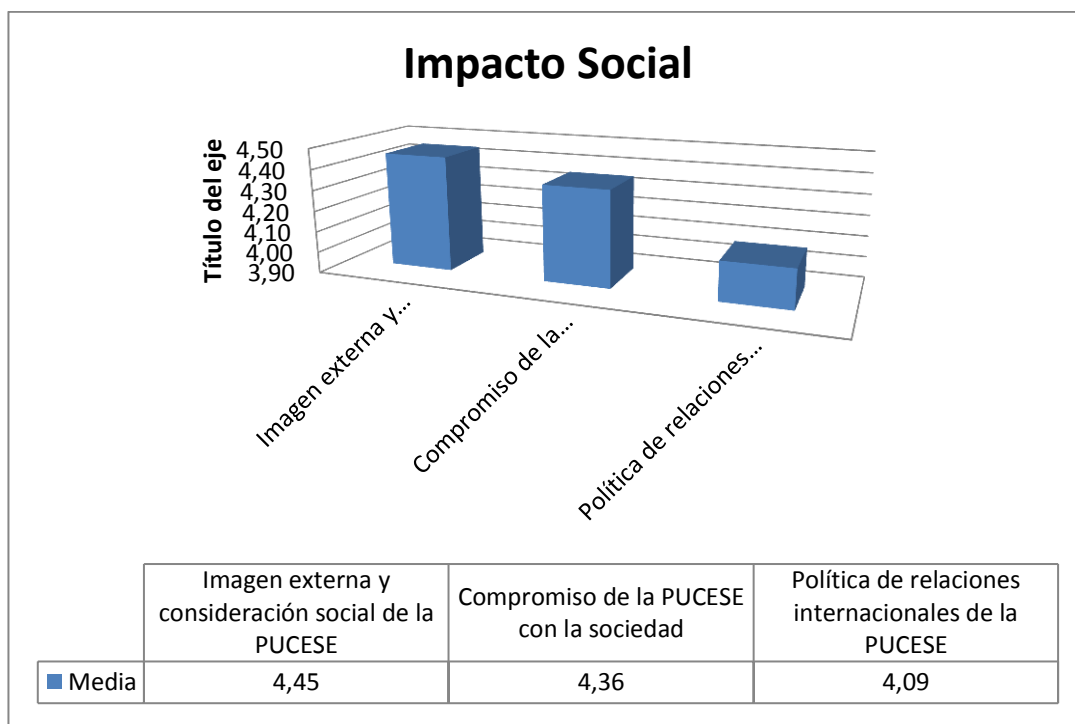 Impacto Social
Título del eje
4,50
4,40
4,30
4,20
4,10
4,00
3,90
Imagen externa y...
Compromiso de la...
Política de relaciones...
Imagen externa y
consideración social de la
PUCESE
Compromiso de la PUCESE
con la sociedad
Política de relaciones
internacionales de la
PUCESE
Media
4,45
4,36
4,09